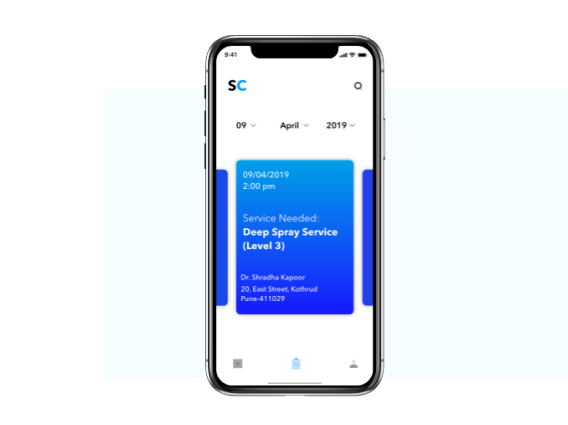 9:41
SC
09 April 2019
09/04/2019
2:00 pm
Service Needed:
Deep Spray Service
(Level 3)
Dr. Shradha Kapoor
20, East Street, Kothrud
Pune-411029